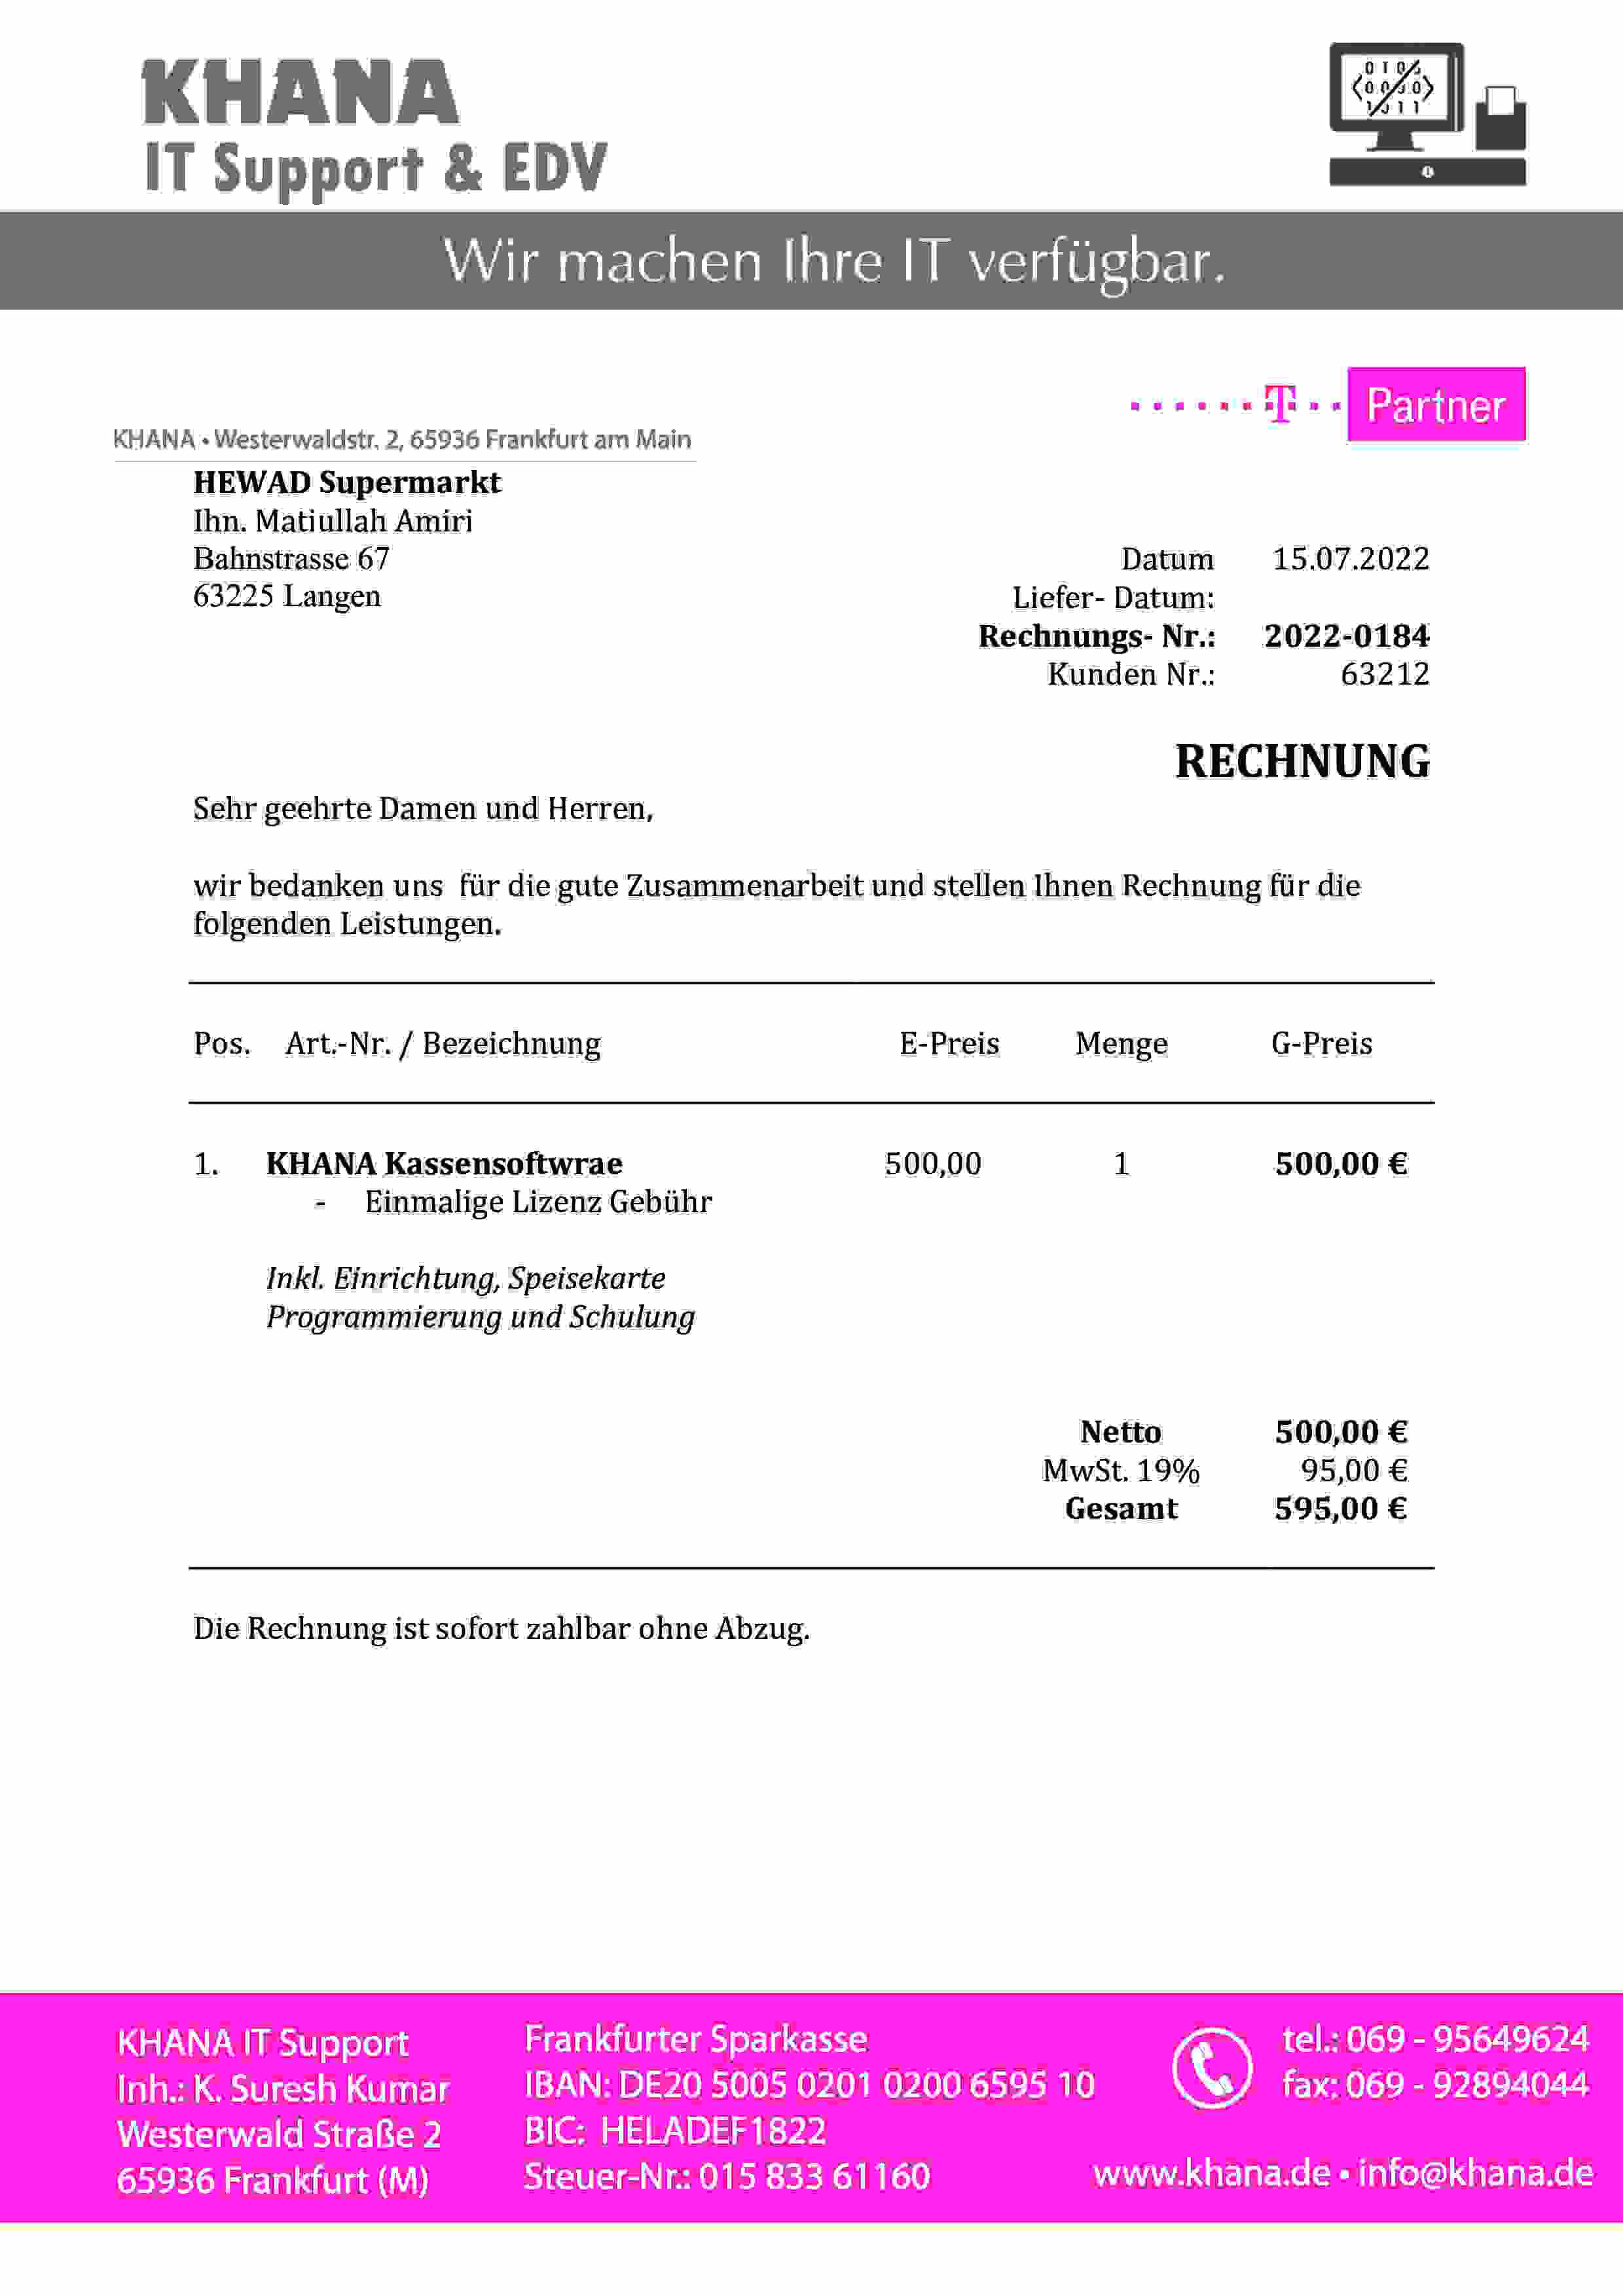 KHANA
IT Support & EDV
Wir machen Ihre IT verfügbar.
T Partner
KHANA • Westerwaldstr. 2, 65936 Frankfurt am Main
HEWAD Supermarkt
Ihn. Matiullah Amiri
Bahnstrasse 67
63225 Langen
Datum 15.07.2022
Liefer- Datum:
Rechnungs- Nr.: 2022-0184
Kunden Nr.: 63212
RECHNUNG
Sehr geehrte Damen und Herren,
wir bedanken uns für die gute Zusammenarbeit und stellen Ihnen Rechnung für die
folgenden Leistungen.
Pos. Art.-Nr. / Bezeichnung E-Preis Menge G-Preis
1. KHANA Kassensoftwrae 500,00 1 500,00 €
- Einmalige Lizenz Gebühr
Inkl. Einrichtung, Speisekarte
Programmierung und Schulung
Netto 500,00 €
MwSt. 19% 95,00 €
Gesamt 595,00 €
Die Rechnung ist sofort zahlbar ohne Abzug.
KHANA IT Support
Inh.: K. Suresh Kumar
Westerwald Straße 2
65936 Frankfurt (M)
Frankfurter Sparkasse
IBAN: DE20 5005 0201 0200 6595 10
BIC: HELADEF1822
Steuer-Nr.: 015 833 61160
tel.: 069 - 95649624
fax: 069 - 92894044
www.khana.de • info@khana.de